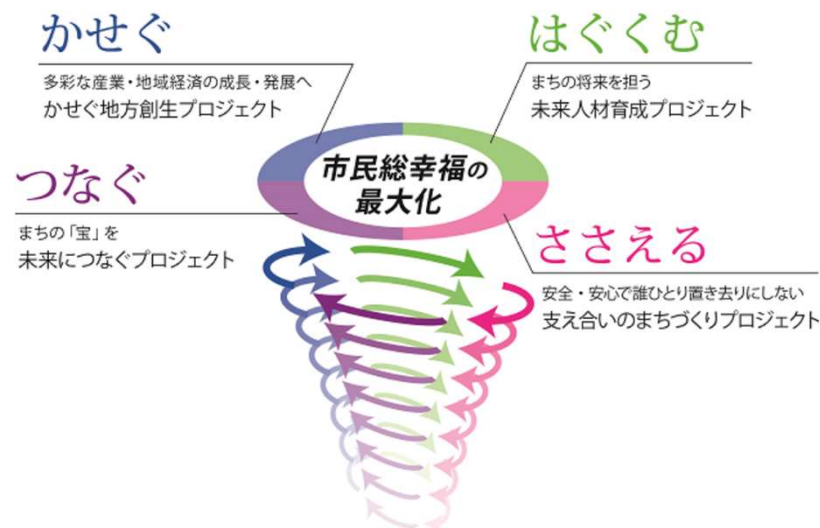 かせぐ
多彩な産業・地域経済の成長・発展へ
かせぐ地方創生プロジェクト
はぐくむ
まちの将来を担う
未来人材育成プロジェクト
市民総幸福の
最大化
つなぐ
まちの「宝」を
未来につなぐプロジェクト
ささえる
安全・安心で誰ひとり置き去りにしない
支え合いのまちづくりプロジェクト